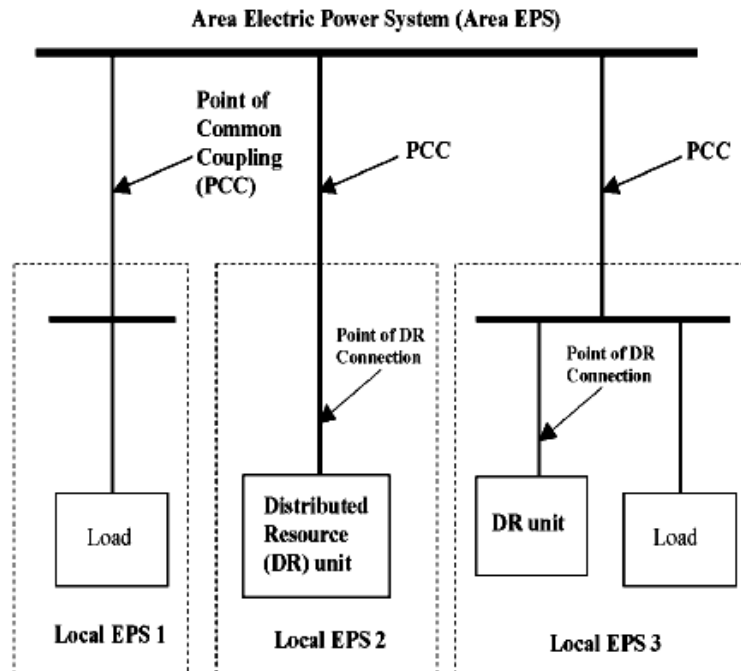 Area Electric Power System (Area EPS)
Point of
Common
Coupling
(PCC)
PCC
PCC
Point of DR
Connection
Point of DR
Connection
Load
Distributed
Resource
(DR) unit
DR unit
Load
Local EPS 1
Local EPS 2
Local EPS 3